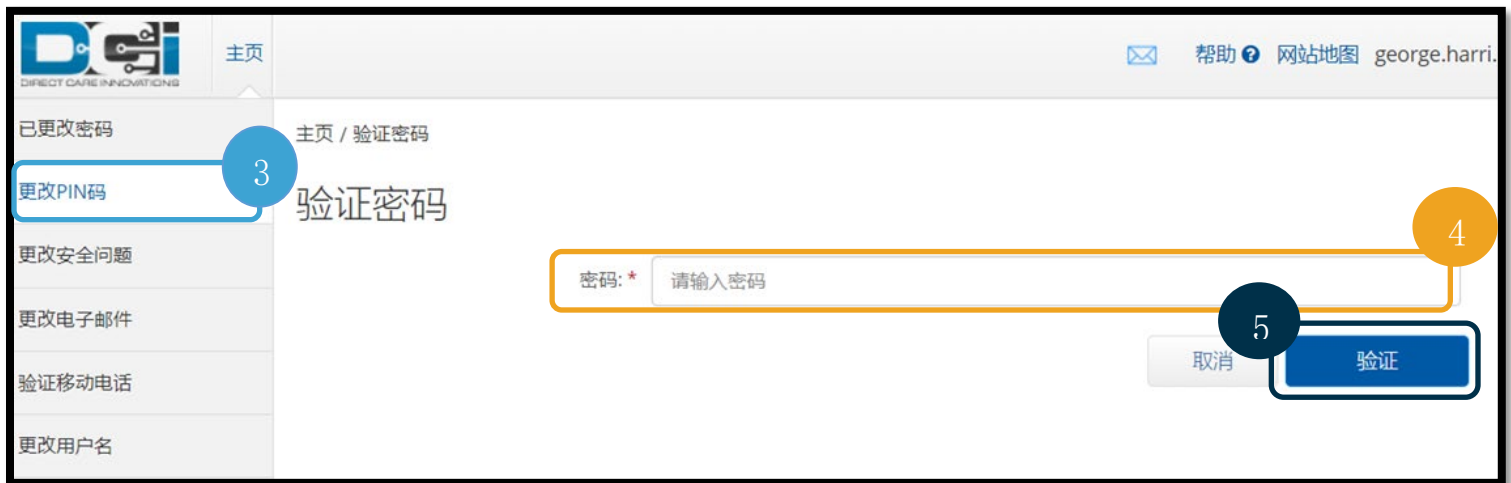 DCI
DIRECT CARE INNOVATIONS
主页
帮助 ? 网站地图 george.harri.
已更改密码
更改PIN码
更改安全问题
更改电子邮件
验证移动电话
更改用户名
3
主页 / 验证密码
验证密码
4
密码: * 请输入密码
5
取消 验证